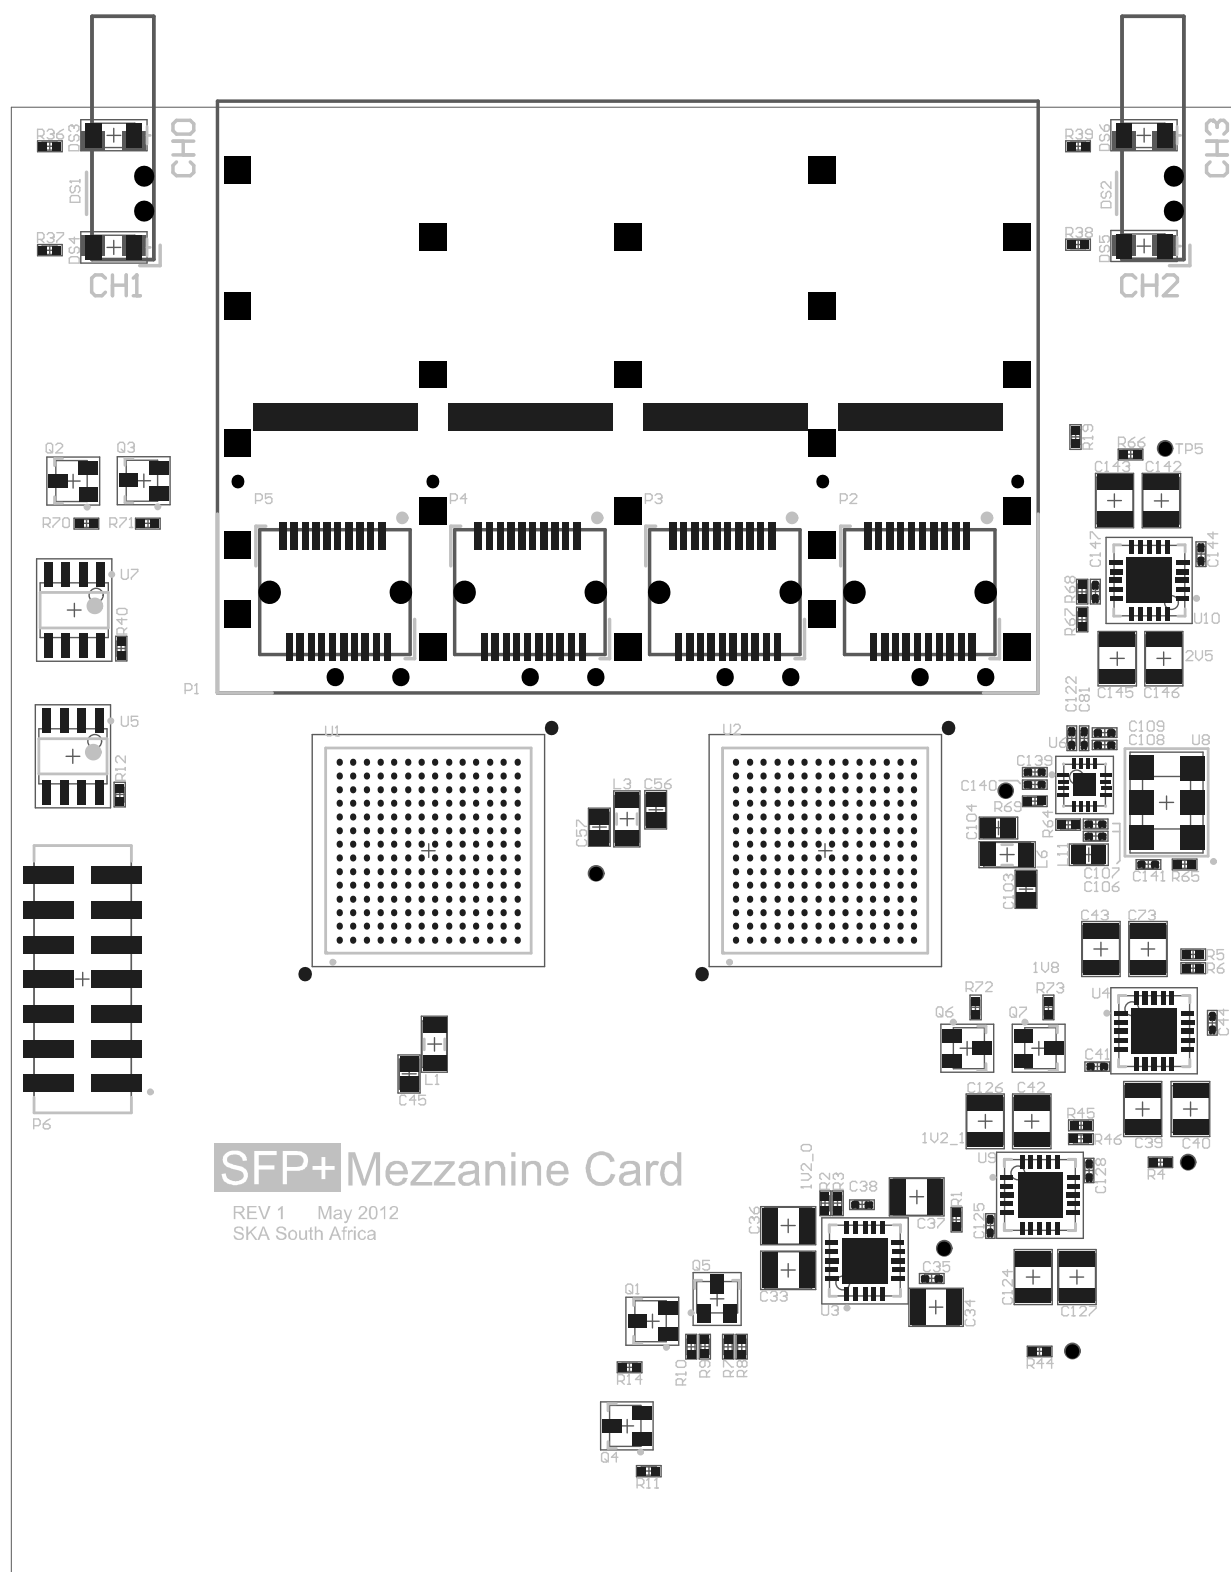 CH0
CH3
R36
DS3
DS1
R37
DS4
CH1
R39
DS6
DS2
R38
DS5
CH2
Q2
Q3
R70
R71
P5
P4
P3
P2
R19
R66
TP5
C143
C142
C147
C144
R68
R67
U10
2V5
C145
C146
U7
R40
P1
C122
C81
U5
R12
U1
U2
U6
C109
C108
U8
C139
C140
R69
C104
R64
L11
L6
C107
C106
C141
R65
C103
L3
C56
C57
C43
C73
R5
R6
1V8
R72
R73
U4
Q6
Q7
C44
C41
L1
C45
P6
C126
C42
R45
R46
C39
C40
R4
1V2_1
U9
C128
C125
1V2_0
R2
R3
C38
C37
R1
C36
C33
C35
C34
U3
C124
C127
R44
SFP+ Mezzanine Card
REV 1 May 2012
SKA South Africa
Q5
Q1
R10
R9
R7
R8
R14
Q4
R11